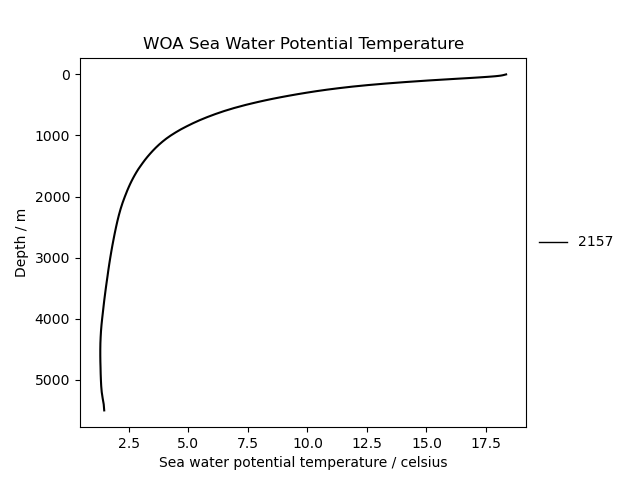 WOA Sea Water Potential Temperature
0
1000
2000
3000
4000
5000
Depth / m
2.5 5.0 7.5 10.0 12.5 15.0 17.5
Sea water potential temperature / celsius
2157